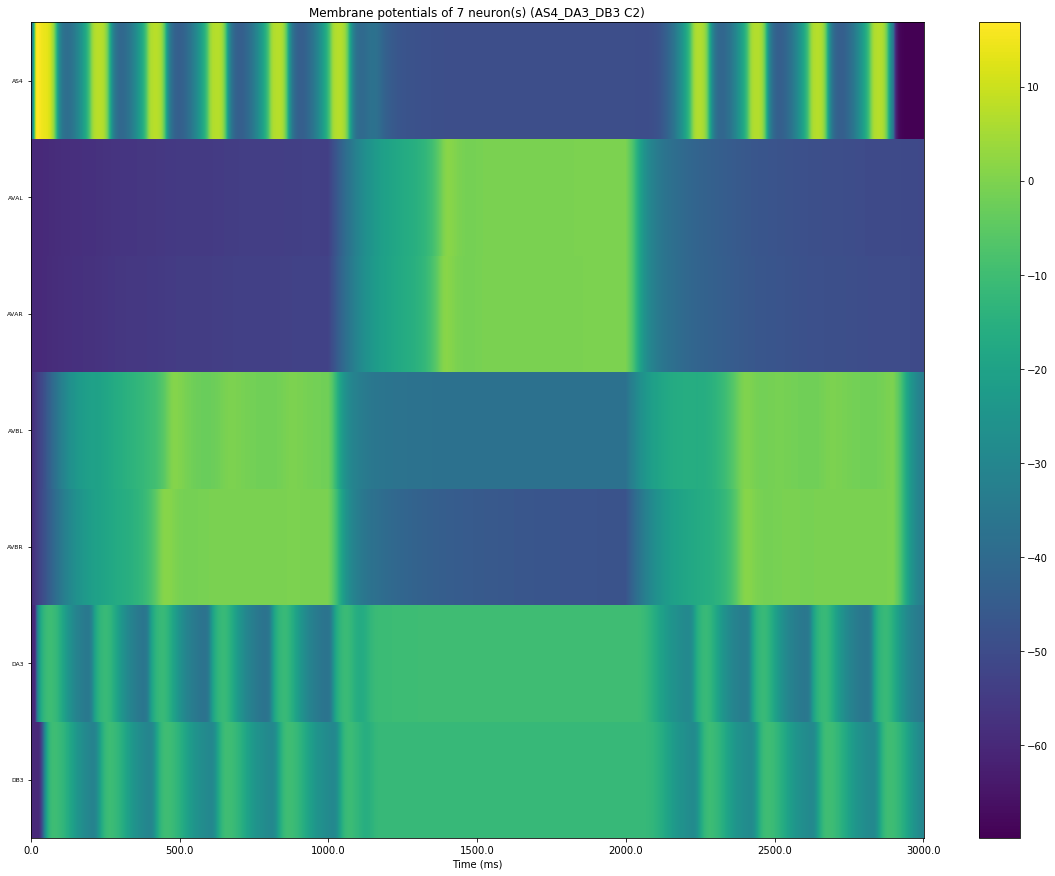 Membrane potentials of 7 neuron(s) (AS4_DA3_DB3 C2)
AS4
AVAL
AVAR
AVBL
AVBR
DA3
DB3
0.0 500.0 1000.0 1500.0 2000.0 2500.0 3000.0
Time (ms)
10
0
−10
−20
−30
−40
−50
−60